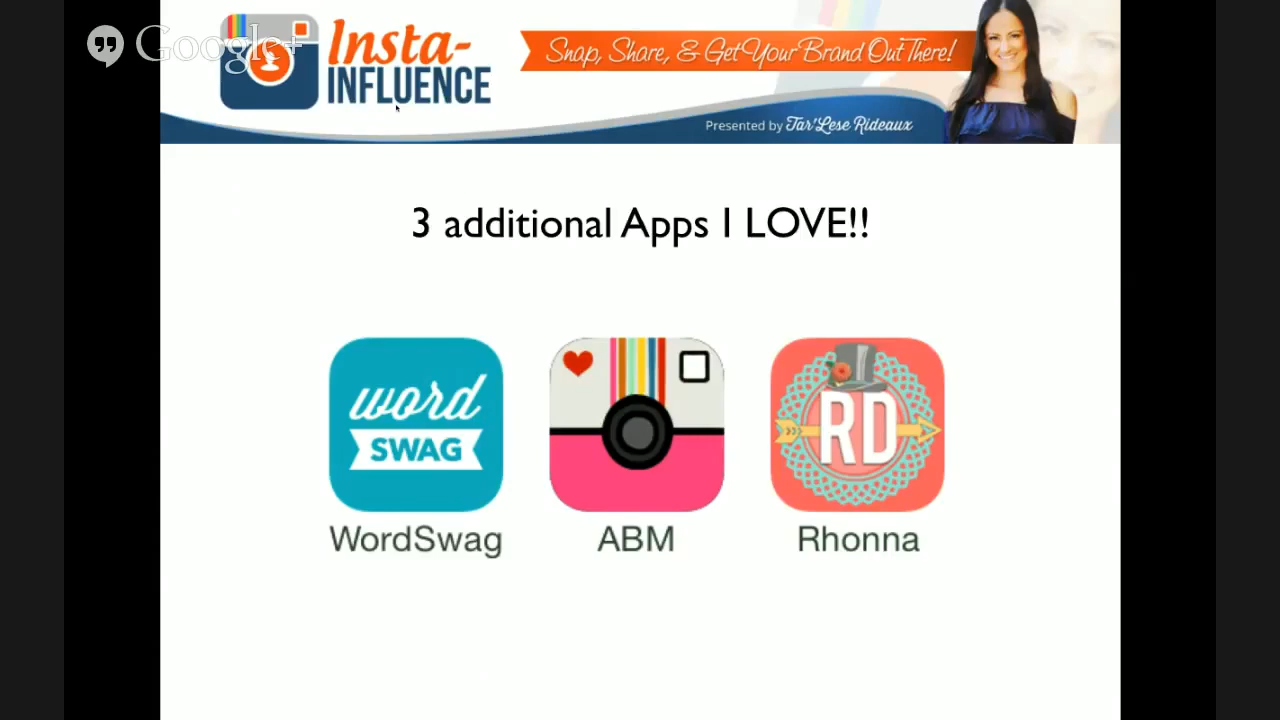 Google+
Insta-
INFLUENCE
Snap, Share, & Get Your Brand Out There!
Presented by Tar'Lese Rideaux
3 additional Apps I LOVE!!
word
SWAG
RD
WordSwag
ABM
Rhonna